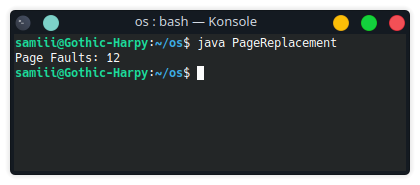 os : bash — Konsole
samiii@Gothic-Harpy:~/os$ java PageReplacement
Page Faults: 12
samiii@Gothic-Harpy:~/os$